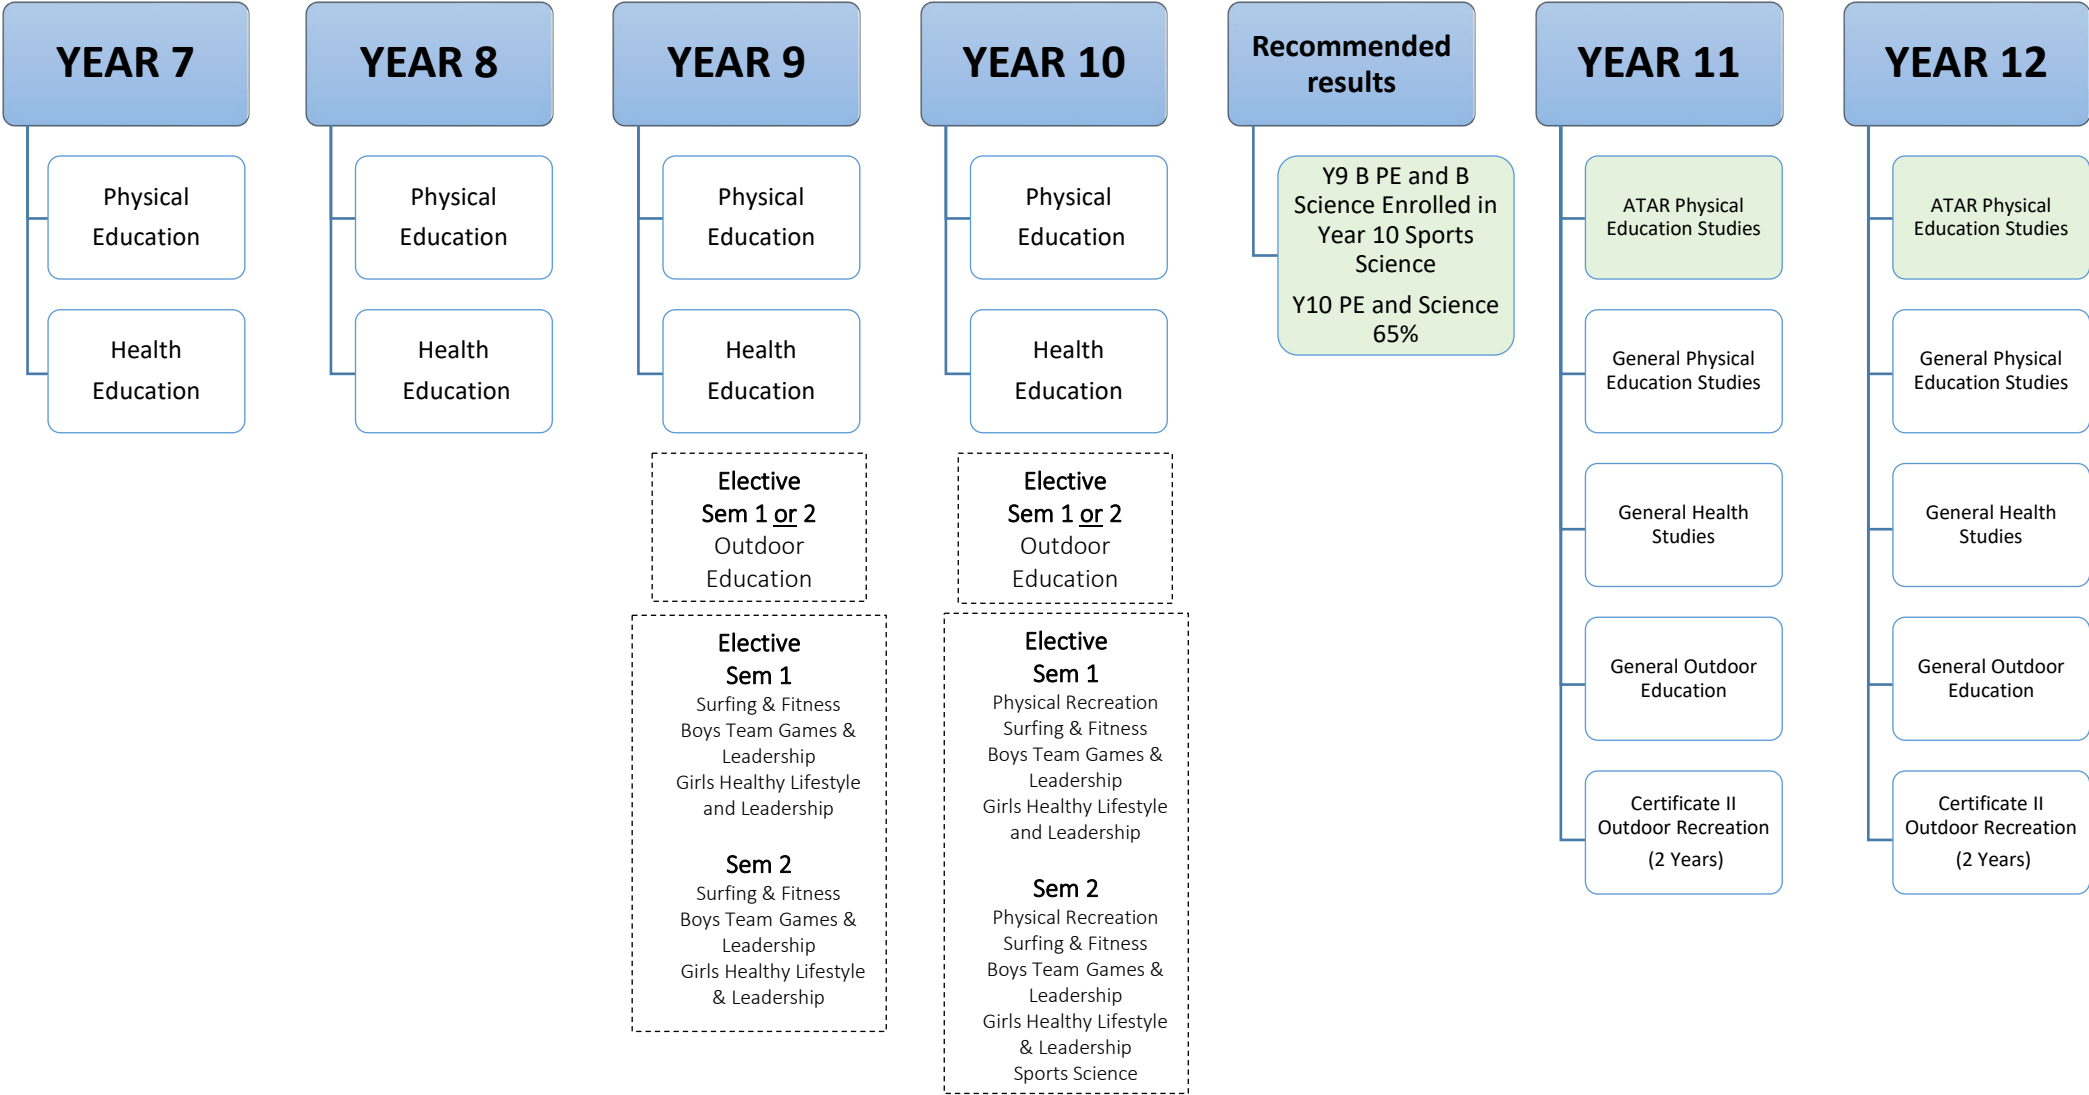 YEAR 7
Physical
Education
Health
Education
YEAR 8
Physical
Education
Health
Education
YEAR 9
Physical
Education
Health
Education
Elective
Sem 1 or 2
Outdoor
Education
Elective
Sem 1
Surfing & Fitness
Boys Team Games &
Leadership
Girls Healthy Lifestyle
and Leadership
Sem 2
Surfing & Fitness
Boys Team Games &
Leadership
Girls Healthy Lifestyle
& Leadership
YEAR 10
Physical
Education
Health
Education
Elective
Sem 1 or 2
Outdoor
Education
Elective
Sem 1
Physical Recreation
Surfing & Fitness
Boys Team Games &
Leadership
Girls Healthy Lifestyle
and Leadership
Sem 2
Physical Recreation
Surfing & Fitness
Boys Team Games &
Leadership
Girls Healthy Lifestyle
& Leadership
Sports Science
Recommended
results
Y9 B PE and B
Science Enrolled in
Year 10 Sports
Science
Y10 PE and Science
65%
YEAR 11
ATAR Physical
Education Studies
General Physical
Education Studies
General Health
Studies
General Outdoor
Education
Certificate II
Outdoor Recreation
(2 Years)
YEAR 12
ATAR Physical
Education Studies
General Physical
Education Studies
General Health
Studies
General Outdoor
Education
Certificate II
Outdoor Recreation
(2 Years)